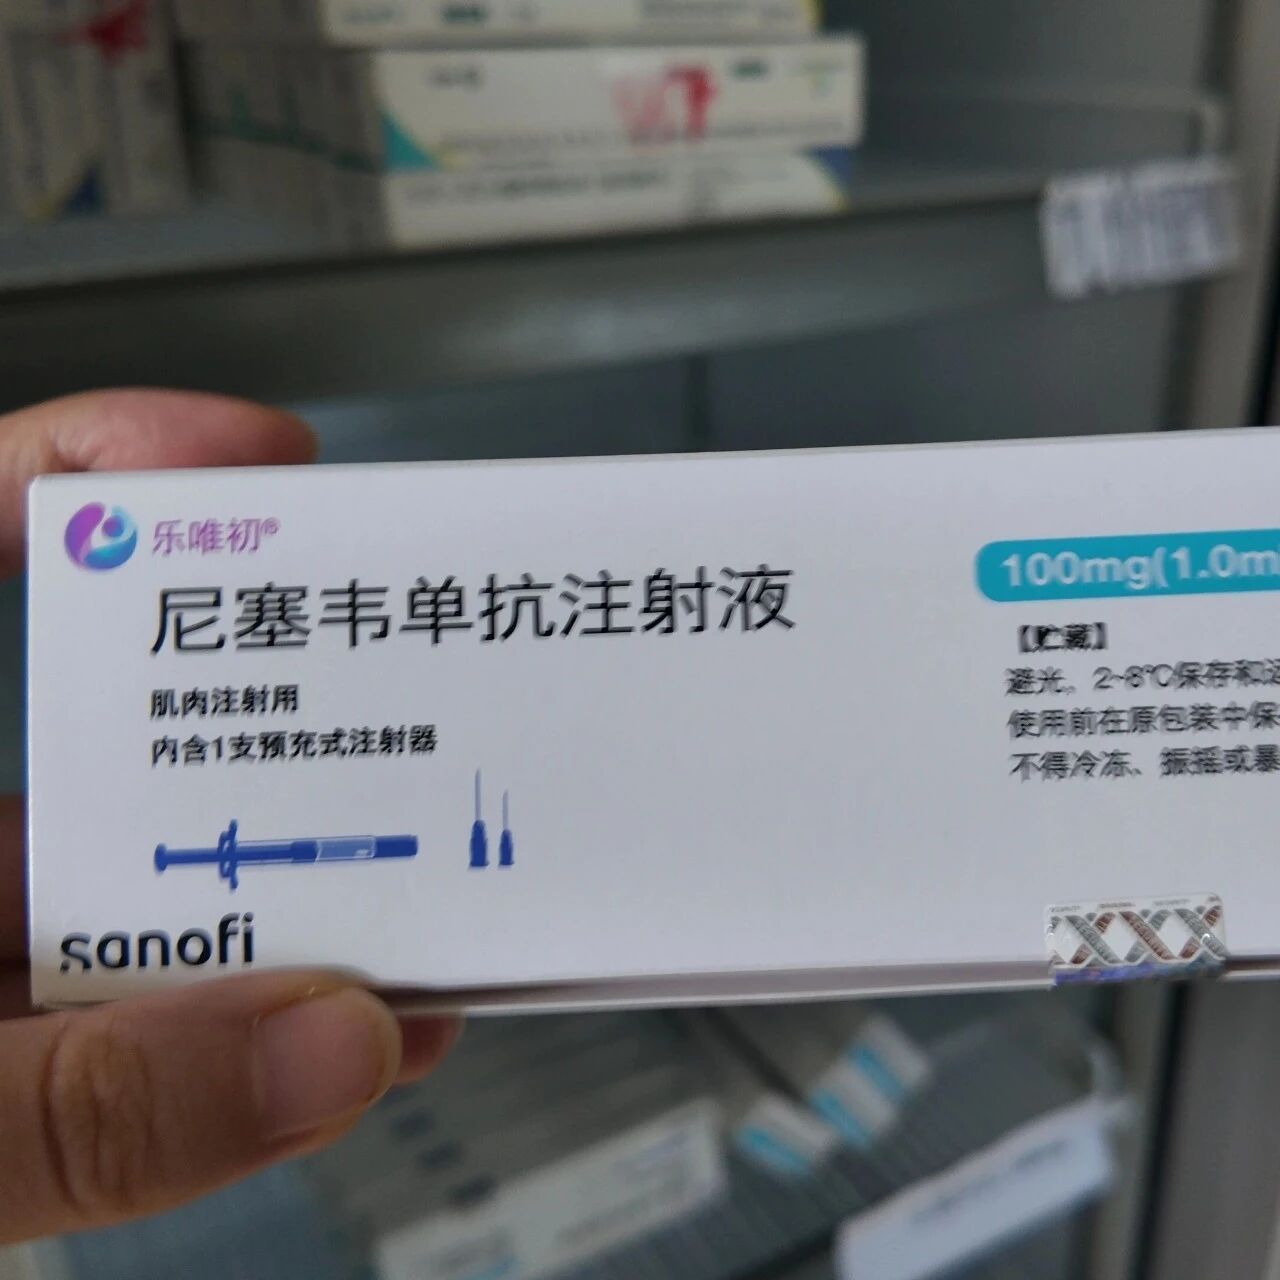 乐唯初®
尼塞韦单抗注射液
肌肉注射用
内含1支预充式注射器
sanofi
100mg(1.0m
【贮藏】
避光，2~8℃保存和运
使用前在原包装中保
不得冷冻、振摇或暴